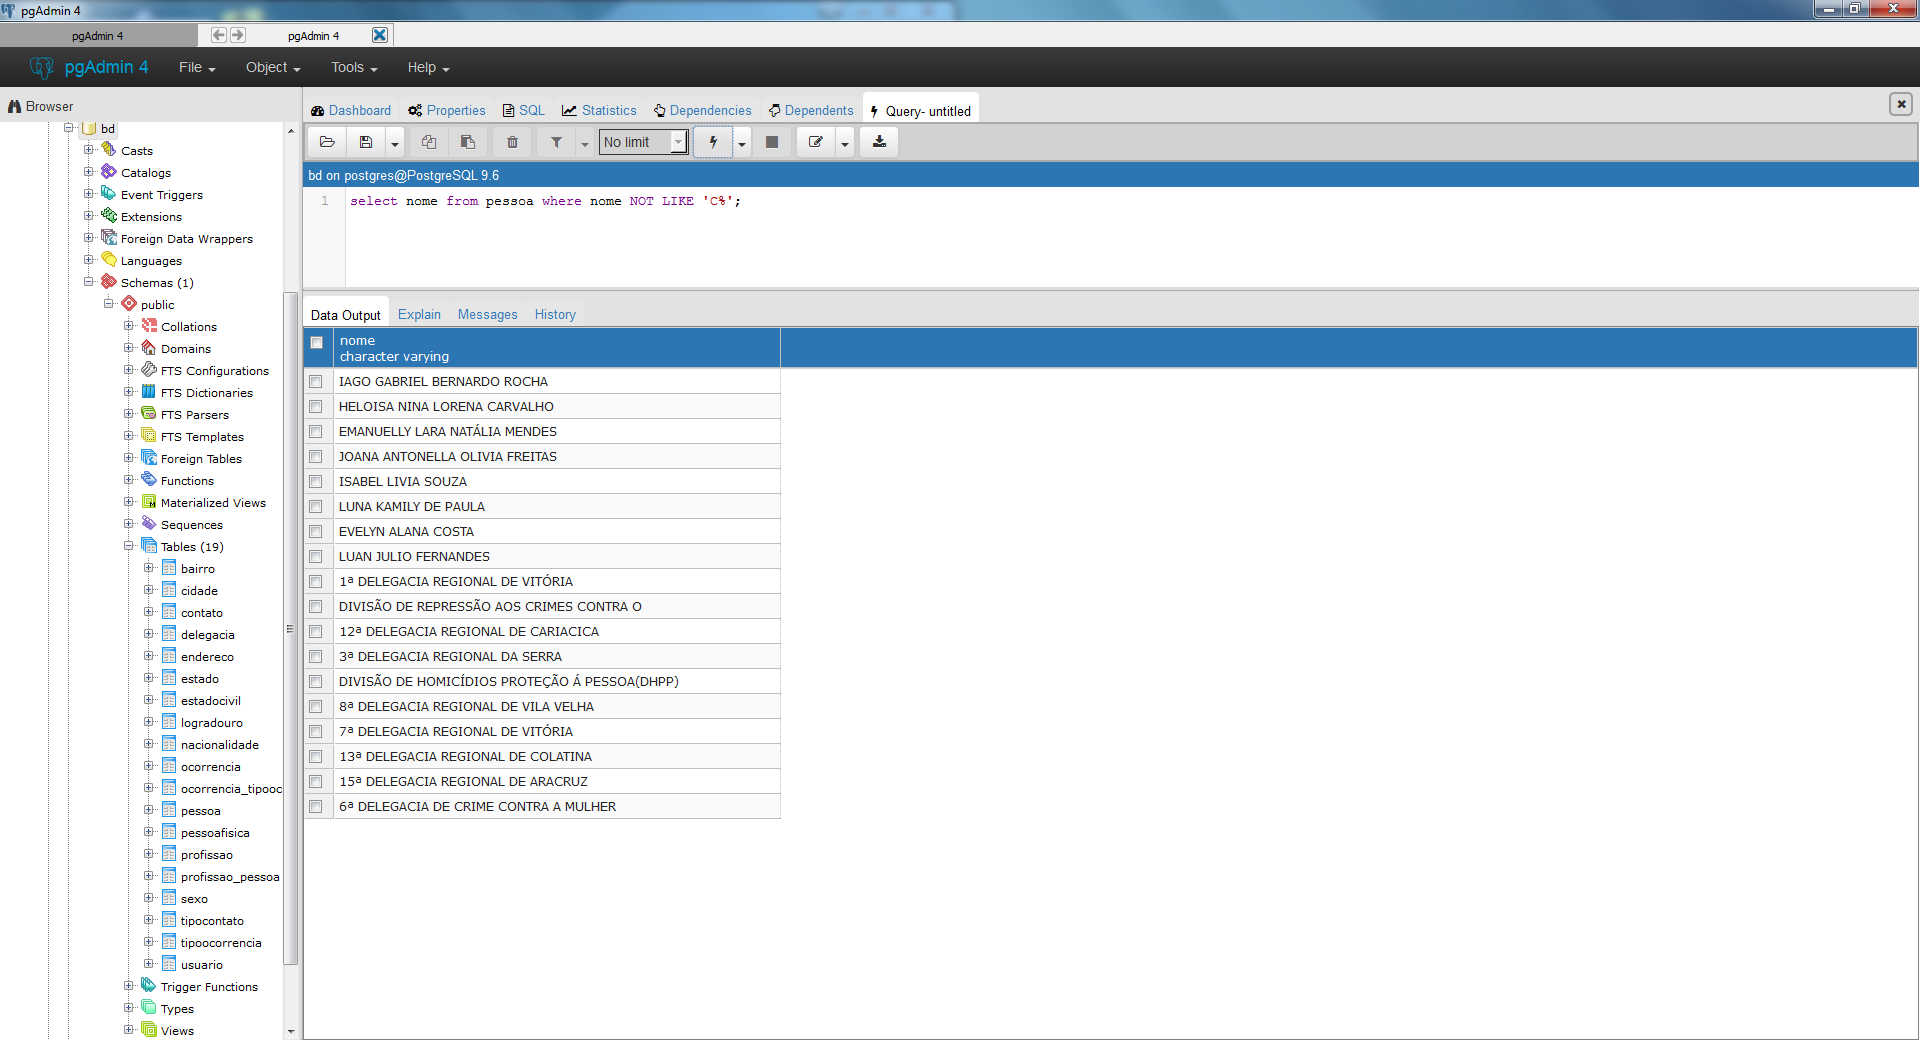 pgAdmin 4
pgAdmin 4
pgAdmin 4
pgAdmin 4
File
Object
Tools
Help
Browser
bd
Casts
Catalogs
Event Triggers
Extensions
Foreign Data Wrappers
Languages
Schemas (1)
public
Collations
Domains
FTS Configurations
FTS Dictionaries
FTS Parsers
FTS Templates
Foreign Tables
Functions
Materialized Views
Sequences
Tables (19)
bairro
cidade
contato
delegacia
endereco
estado
estadocivil
logradouro
nacionalidade
ocorrencia
ocorrencia_tipooc
pessoa
pessoafisica
profissao
profissao_pessoa
sexo
tipocontato
tipoocorrencia
usuario
Trigger Functions
Types
Views
Dashboard
Properties
SQL
Statistics
Dependencies
Dependents
Query- untitled
No limit
bd on postgres@PostgreSQL 9.6
1 select nome from pessoa where nome NOT LIKE 'C%';
Data Output
Explain
Messages
History
nome
character varying
IAGO GABRIEL BERNARDO ROCHA
HELOISA NINA LORENA CARVALHO
EMANUELLY LARA NATÁLIA MENDES
JOANA ANTONELLA OLIVIA FREITAS
ISABEL LIVIA SOUZA
LUNA KAMILY DE PAULA
EVELYN ALANA COSTA
LUAN JULIO FERNANDES
1ª DELEGACIA REGIONAL DE VITÓRIA
DIVISÃO DE REPRESSÃO AOS CRIMES CONTRA O
12ª DELEGACIA REGIONAL DE CARIACICA
3ª DELEGACIA REGIONAL DA SERRA
DIVISÃO DE HOMICÍDIOS PROTEÇÃO Á PESSOA(DHPP)
8ª DELEGACIA REGIONAL DE VILA VELHA
7ª DELEGACIA REGIONAL DE VITÓRIA
13ª DELEGACIA REGIONAL DE COLATINA
15ª DELEGACIA REGIONAL DE ARACRUZ
6ª DELEGACIA DE CRIME CONTRA A MULHER